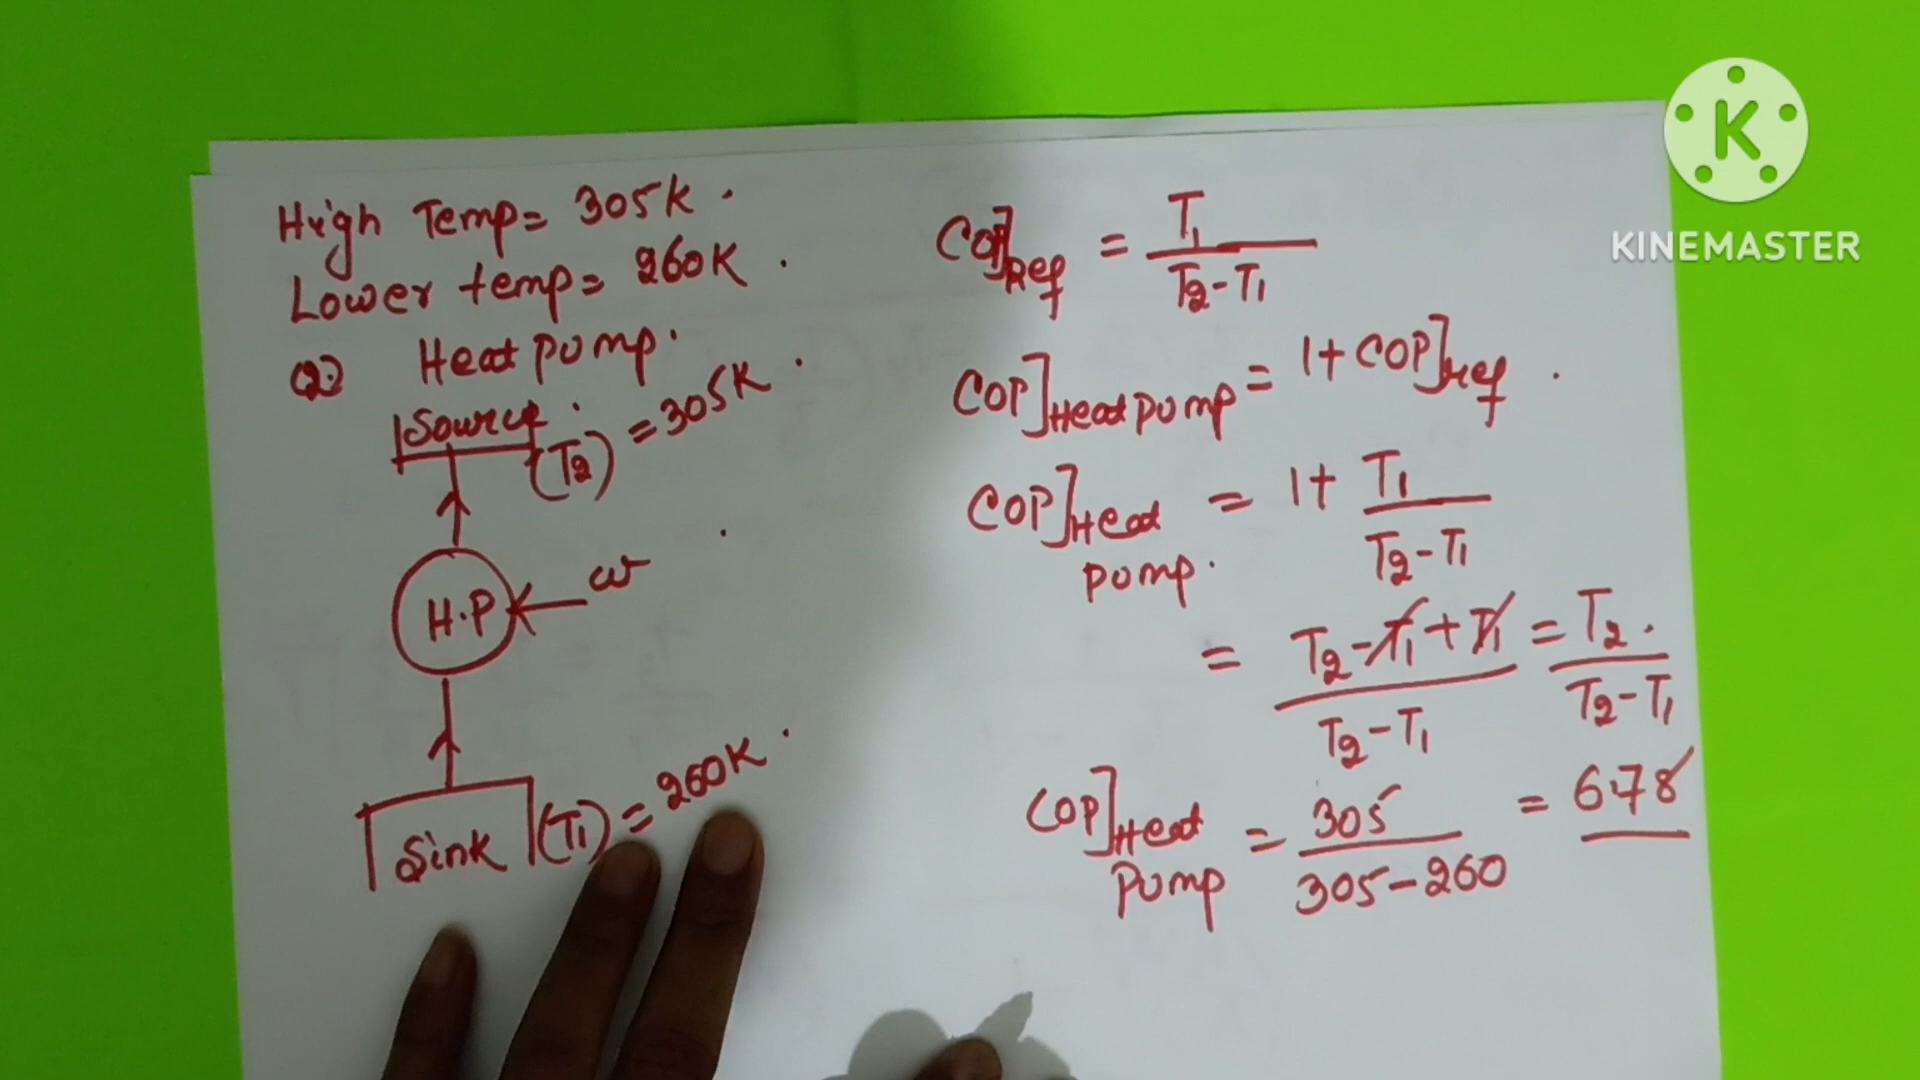 High Temp = 305K.
Lower temp = 260K.
Q2 Heat pump.
Source.
(T2) = 305K.
H.P
w
Sink
(T1) = 260K.
COP]Ref = T1 / T2-T1
COP]Heat pump = 1 + COP]Ref.
COP]Heat pump. = 1 + T1 / T2-T1
= T2-T1+T1 / T2-T1 = T2. / T2-T1
COP]Heat Pump = 305 / 305-260 = 6.78
K
KINEMASTER